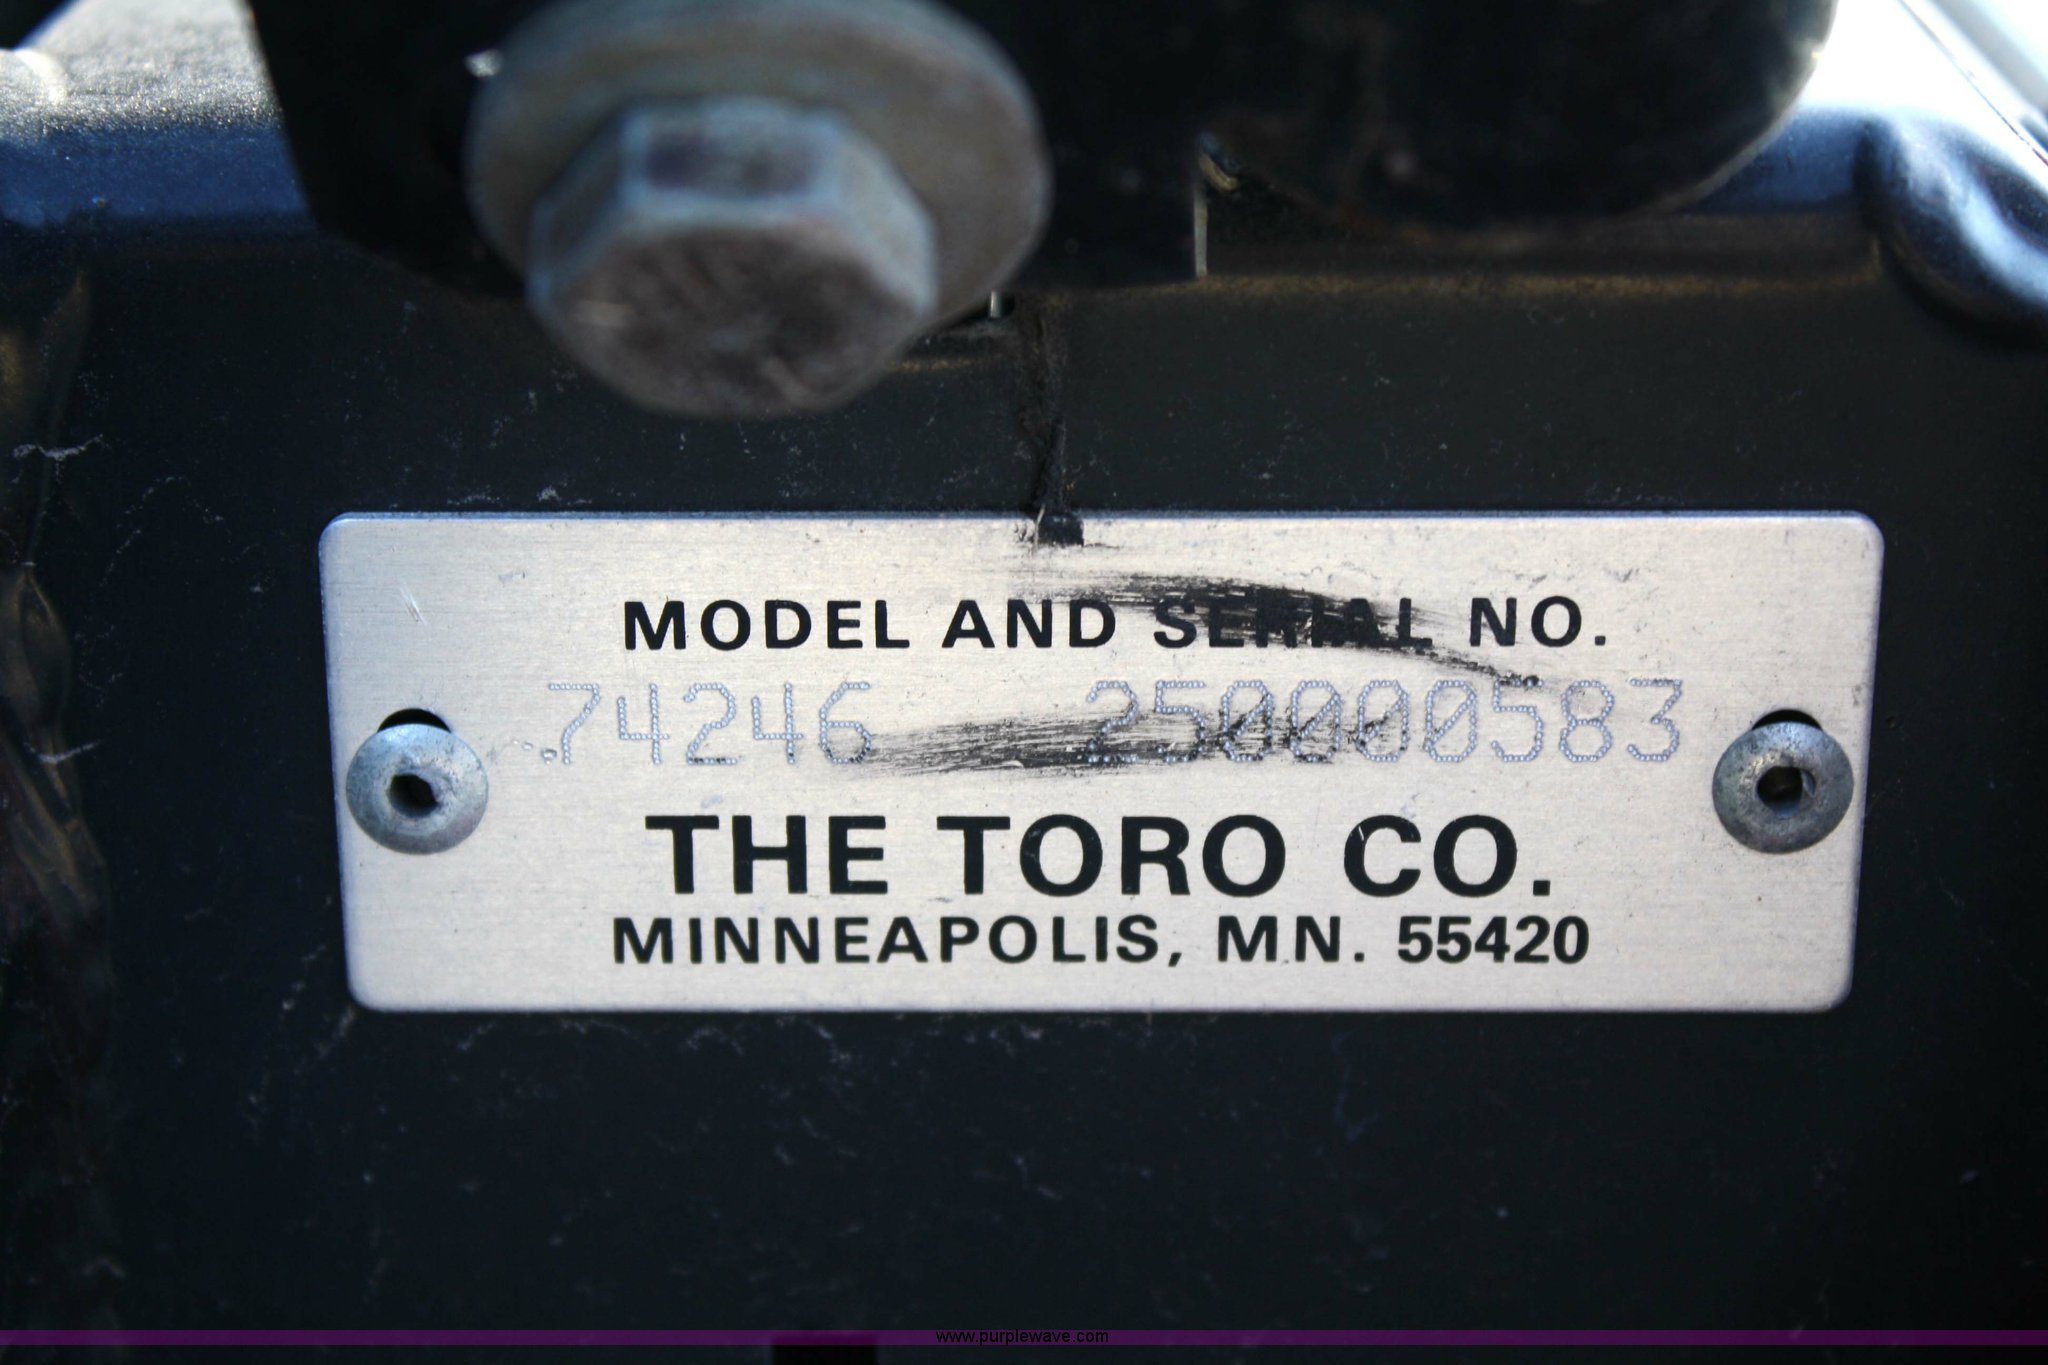 MODEL AND SERIAL NO.
74246 250000583
THE TORO CO.
MINNEAPOLIS, MN. 55420
www.purplewave.com